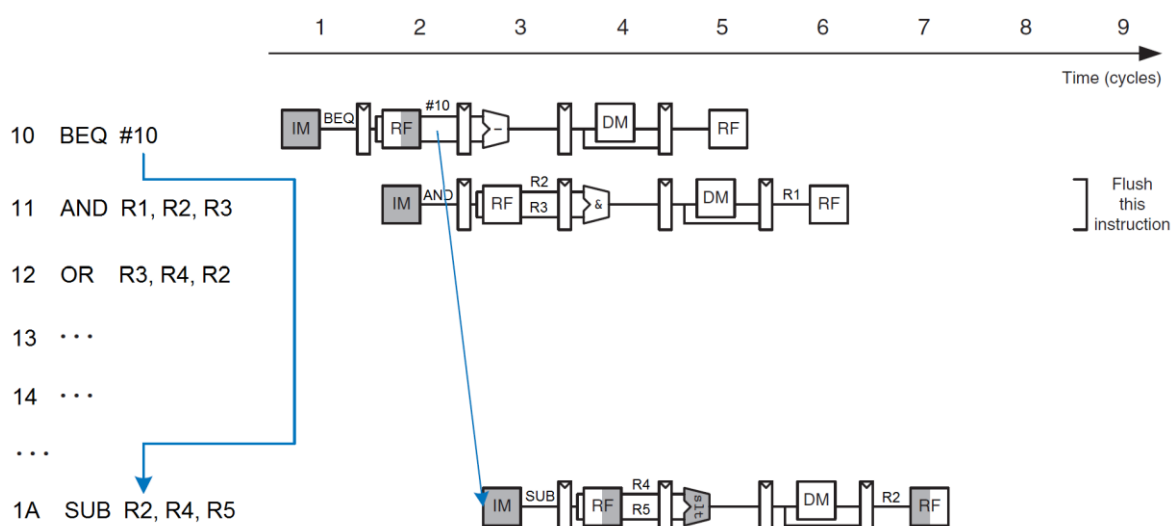 1 2 3 4 5 6 7 8 9
Time (cycles)
10 BEQ #10 IM BEQ RF #10 − DM RF
11 AND R1, R2, R3 IM AND RF R2 R3 & DM R1 RF
Flush
this
instruction
12 OR R3, R4, R2
13 ···
14 ···
···
1A SUB R2, R4, R5 IM SUB RF R4 R5 slt DM R2 RF